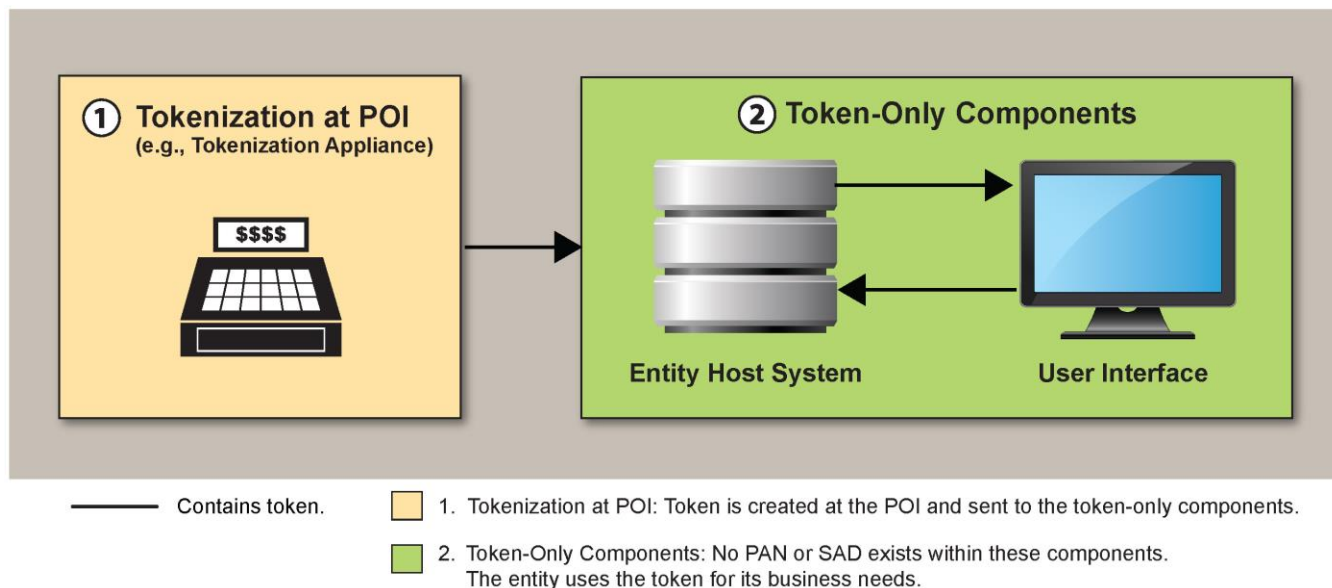 1 Tokenization at POI
(e.g., Tokenization Appliance)
$$$$
2 Token-Only Components
Entity Host System
User Interface
Contains token.
1. Tokenization at POI: Token is created at the POI and sent to the token-only components.
2. Token-Only Components: No PAN or SAD exists within these components.
The entity uses the token for its business needs.